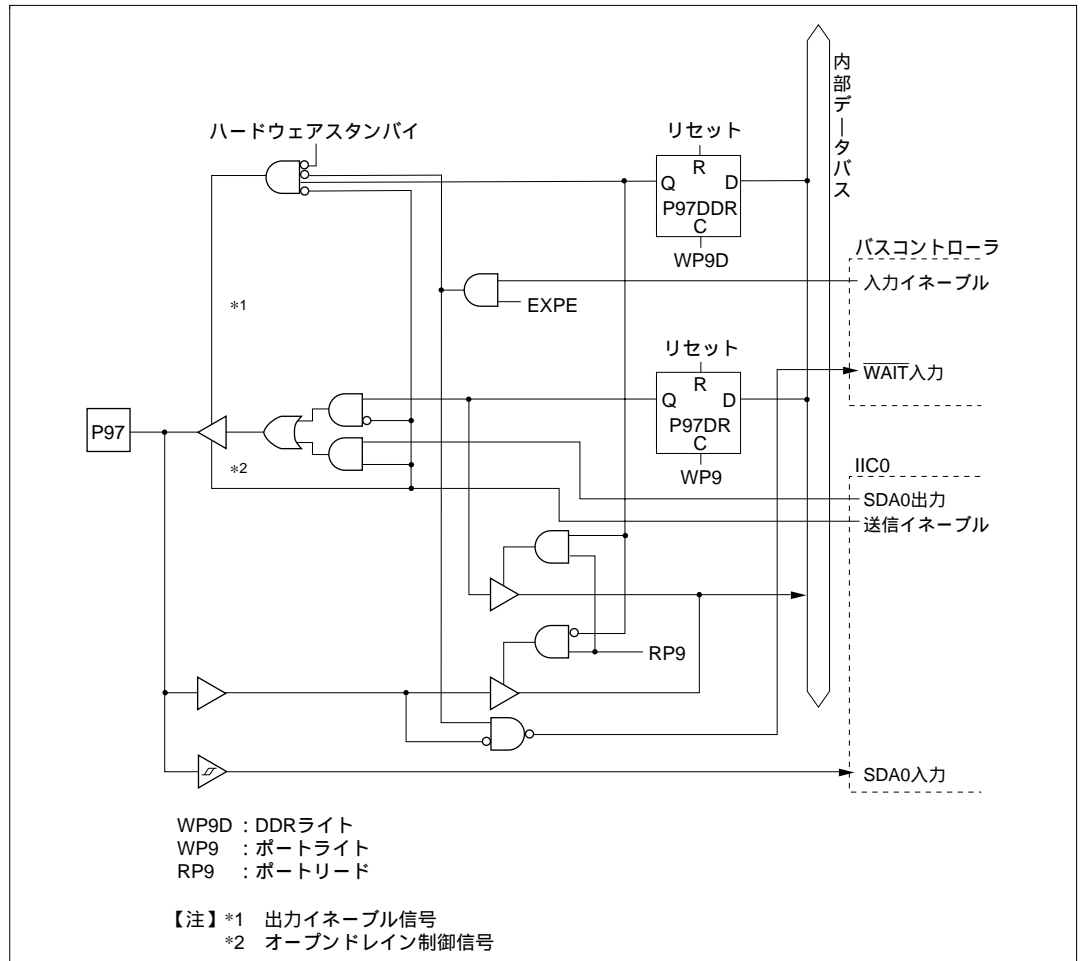 ハードウェアスタンバイ
リセット
R
Q D
P97DDR
C
WP9D
内部データバス
バスコントローラ
入力イネーブル
EXPE
*1
リセット
R
Q D
P97DR
C
WP9
WAIT入力
P97
*2
IIC0
SDA0出力
送信イネーブル
RP9
SDA0入力
WP9D :DDRライト
WP9 :ポートライト
RP9 :ポートリード
【注】*1 出力イネーブル信号
*2 オープンドレイン制御信号